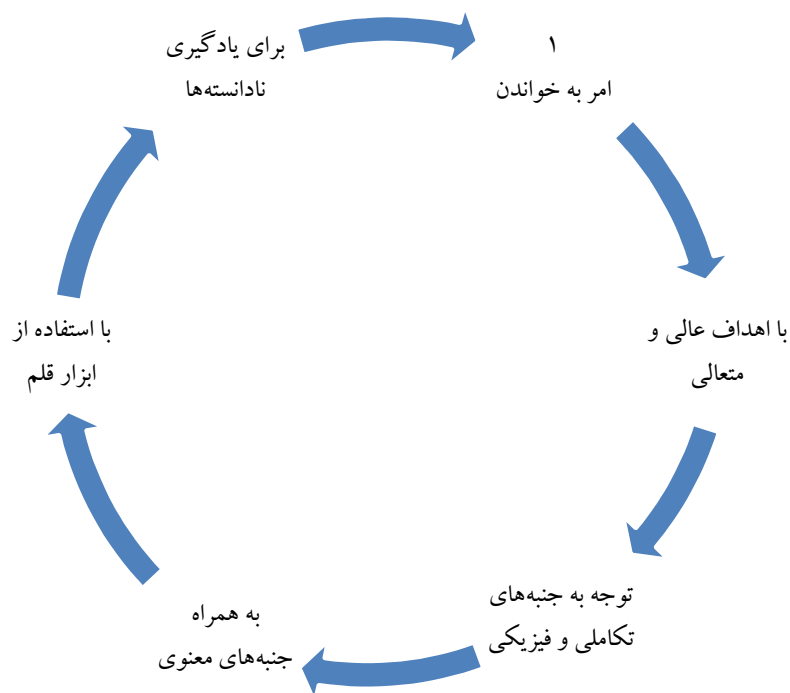 ۱
امر به خواندن
با اهداف عالی و
متعالی
توجه به جنبه‌های
تکاملی و فیزیکی
به همراه
جنبه‌های معنوی
با استفاده از
ابزار قلم
برای یادگیری
نادانسته‌ها